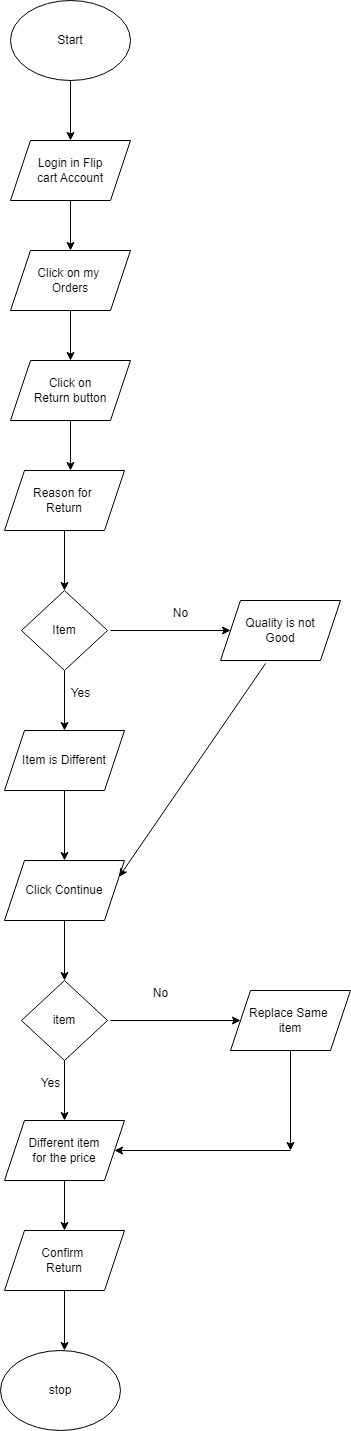 Start
Login in Flip
cart Account
Click on my
Orders
Click on
Return button
Reason for
Return
Item
No
Quality is not
Good
Yes
Item is Different
Click Continue
item
No
Replace Same
item
Yes
Different item
for the price
Confirm
Return
stop